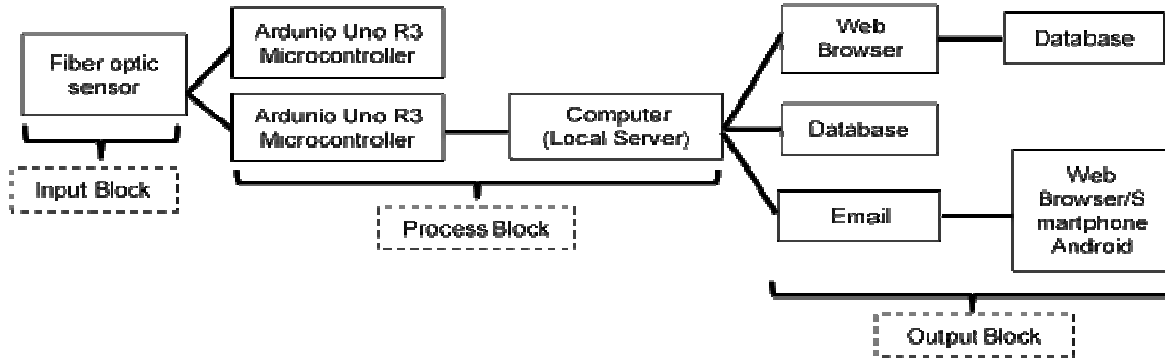 Fiber optic
sensor
Input Block
Ardunio Uno R3
Microcontroller
Ardunio Uno R3
Microcontroller
Computer
(Local Server)
Process Block
Web
Browser
Database
Database
Email
Web
Browser/S
martphone
Android
Output Block